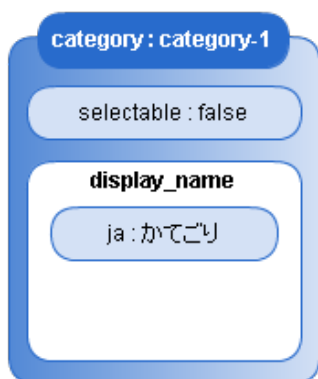 category : category-1
selectable : false
display_name
ja : かてごり